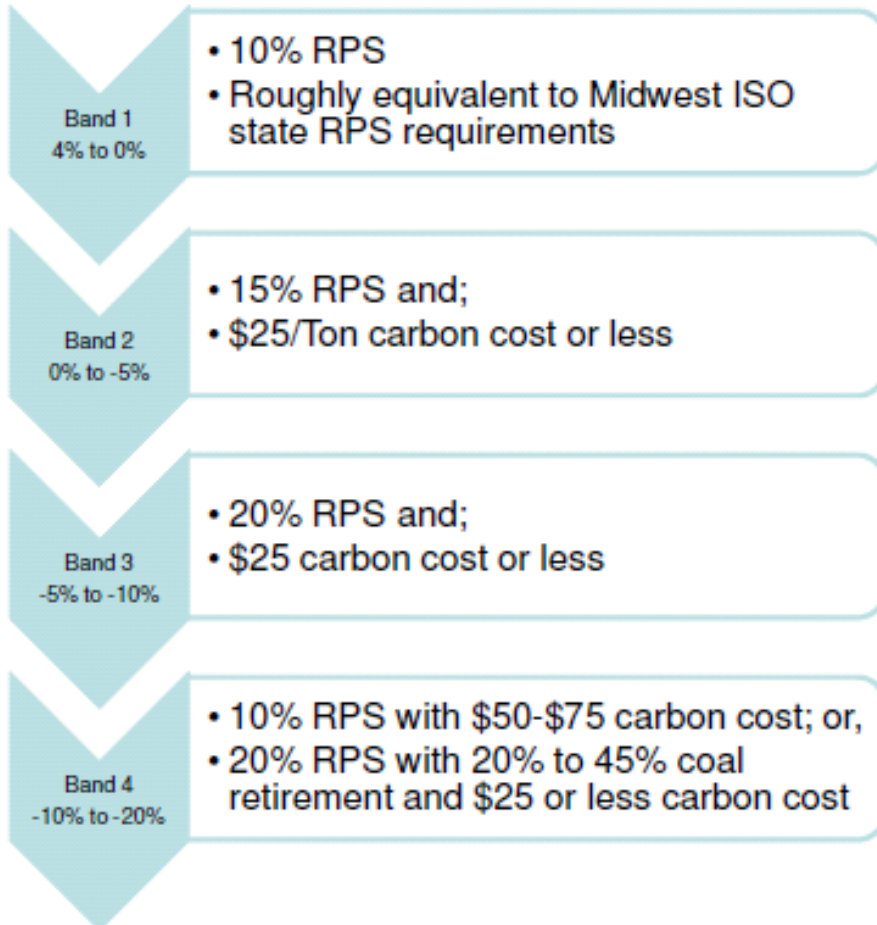 Band 1
4% to 0%
• 10% RPS
• Roughly equivalent to Midwest ISO
state RPS requirements
Band 2
0% to -5%
• 15% RPS and;
• $25/Ton carbon cost or less
Band 3
-5% to -10%
• 20% RPS and;
• $25 carbon cost or less
Band 4
-10% to -20%
• 10% RPS with $50-$75 carbon cost; or,
• 20% RPS with 20% to 45% coal
retirement and $25 or less carbon cost